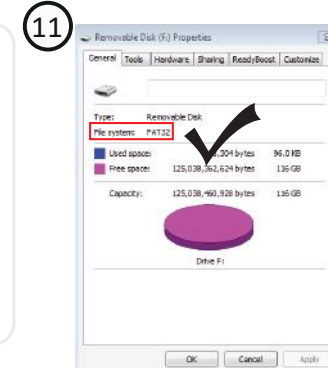 11
Removable Disk (F:) Properties
General Tools Hardware Sharing ReadyBoost Customize
Type: Removable Disk
File system: FAT32
Used space: 304 bytes 96.0 KB
Free space: 125,038,362,624 bytes 116 GB
Capacity: 125,038,460,928 bytes 116 GB
Drive F:
OK Cancel Apply